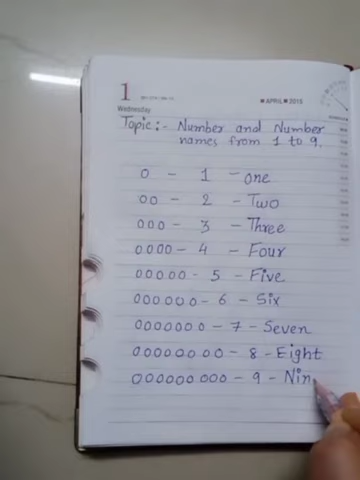 1
Wednesday
APRIL 2015
Topic:- Number and Number
names from 1 to 9.
0 - 1 - one
00 - 2 - Two
000 - 3 - Three
0000 - 4 - Four
00000 - 5 - Five
000000 - 6 - Six
0000000 - 7 - Seven
00000000 - 8 - Eight
000000000 - 9 - Nin